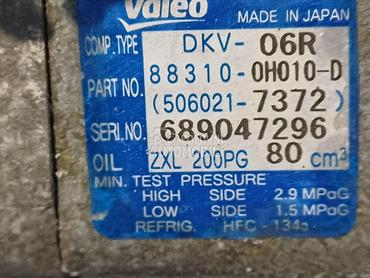 Valeo
MADE IN JAPAN
COMP.TYPE DKV-06R
PART NO. 88310-0H010-D
(506021-7372)
SERI.NO. 689047296
OIL ZXL 200PG 80 cm³
MIN. TEST PRESSURE
HIGH SIDE 2.9 MPaG
LOW SIDE 1.5 MPaG
REFRIG. HFC-134a